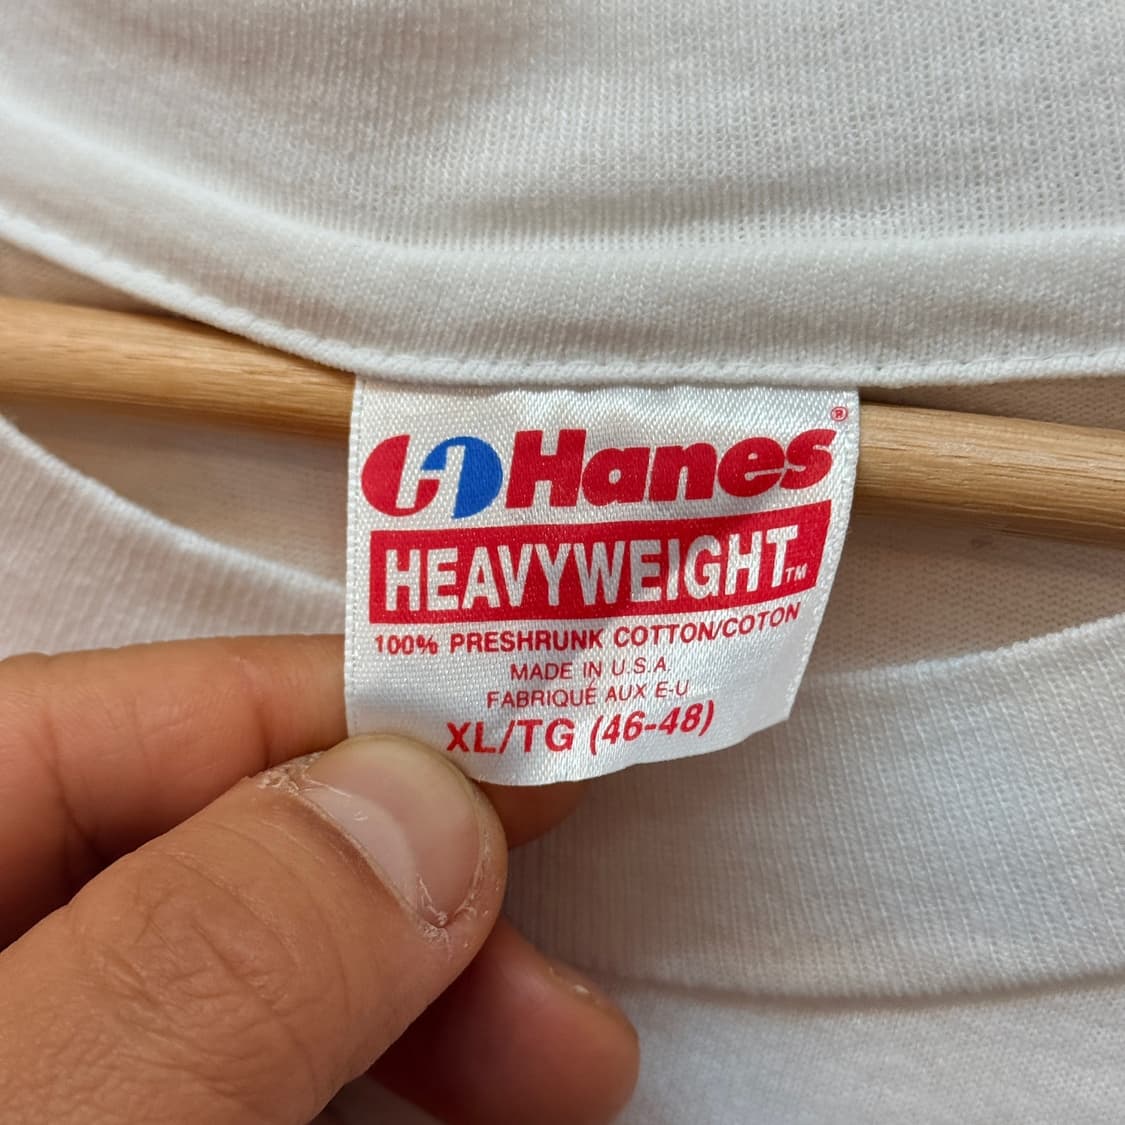 Hanes®
HEAVYWEIGHT™
100% PRESHRUNK COTTON/COTON
MADE IN U.S.A.
FABRIQUÉ AUX E-U
XL/TG (46-48)